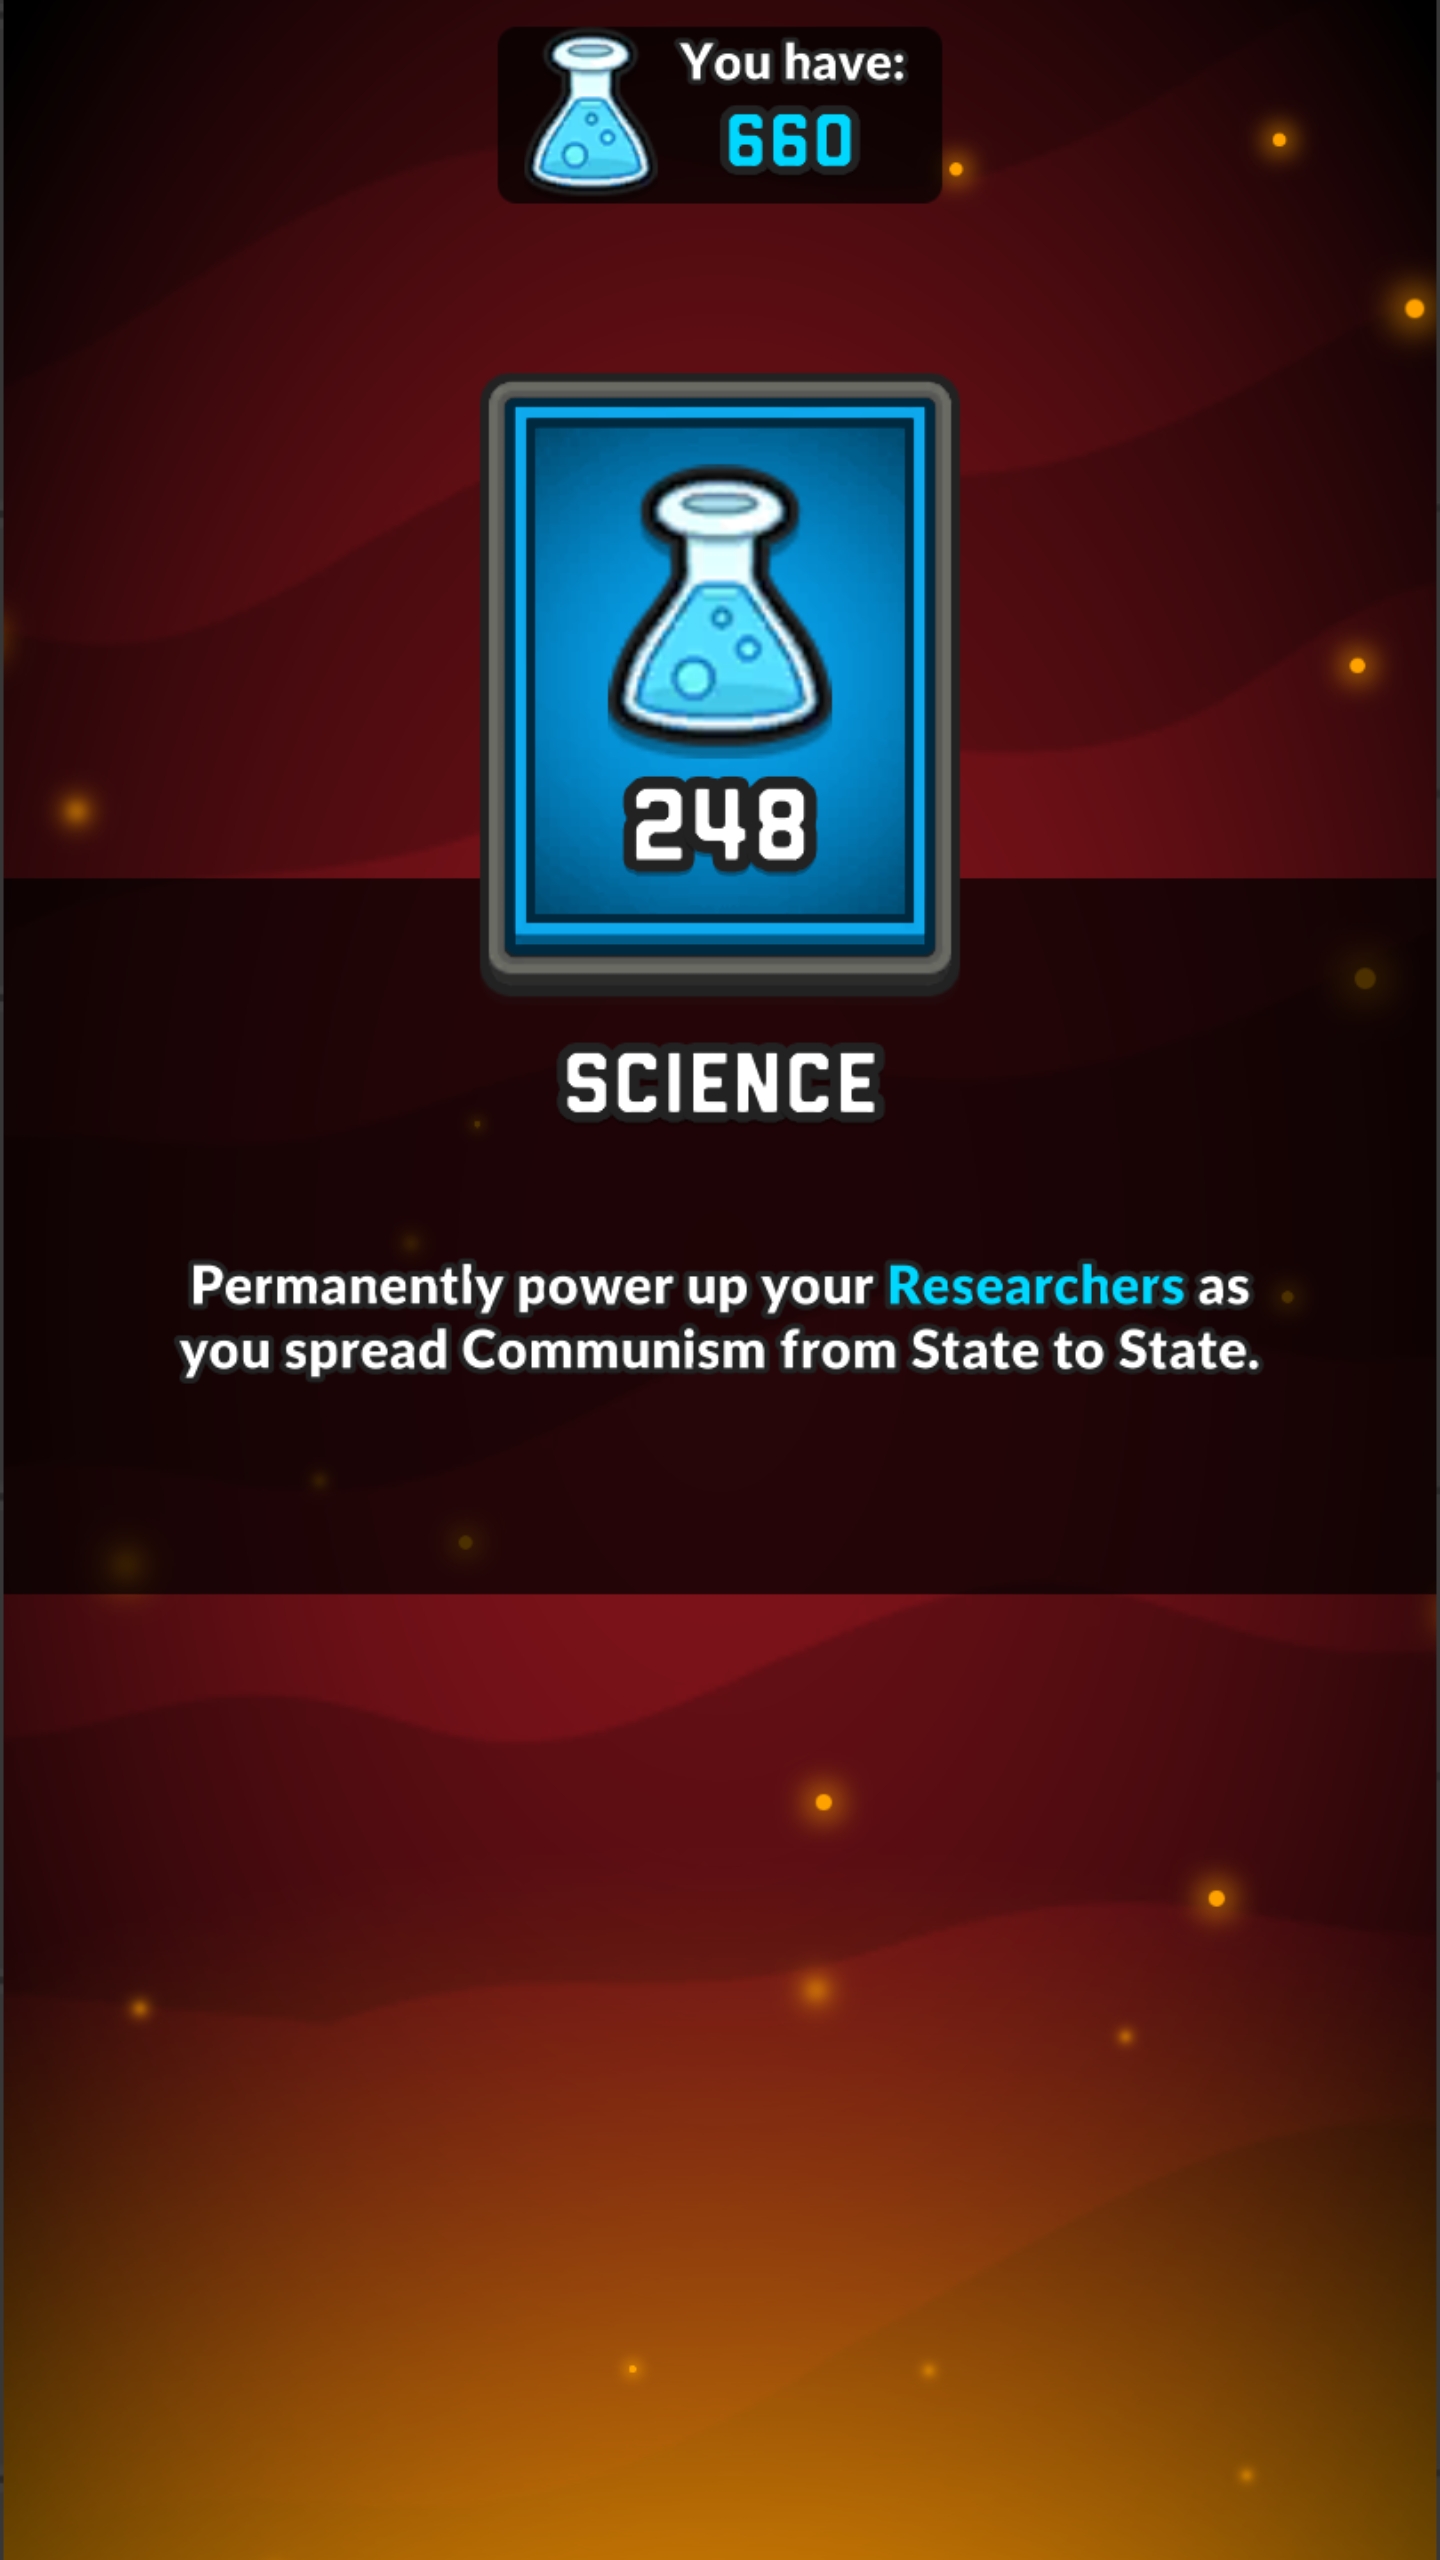 You have:
660
248
SCIENCE
Permanently power up your Researchers as
you spread Communism from State to State.